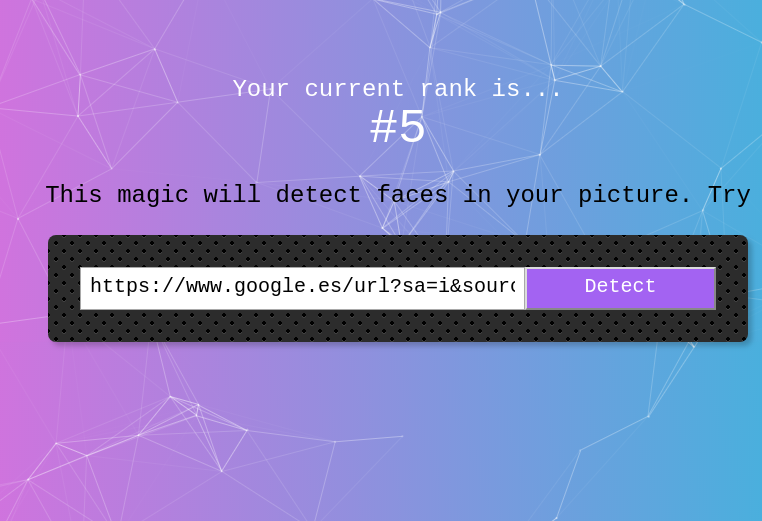 Your current rank is...
#5
This magic will detect faces in your picture. Try
https://www.google.es/url?sa=i&sourc
Detect